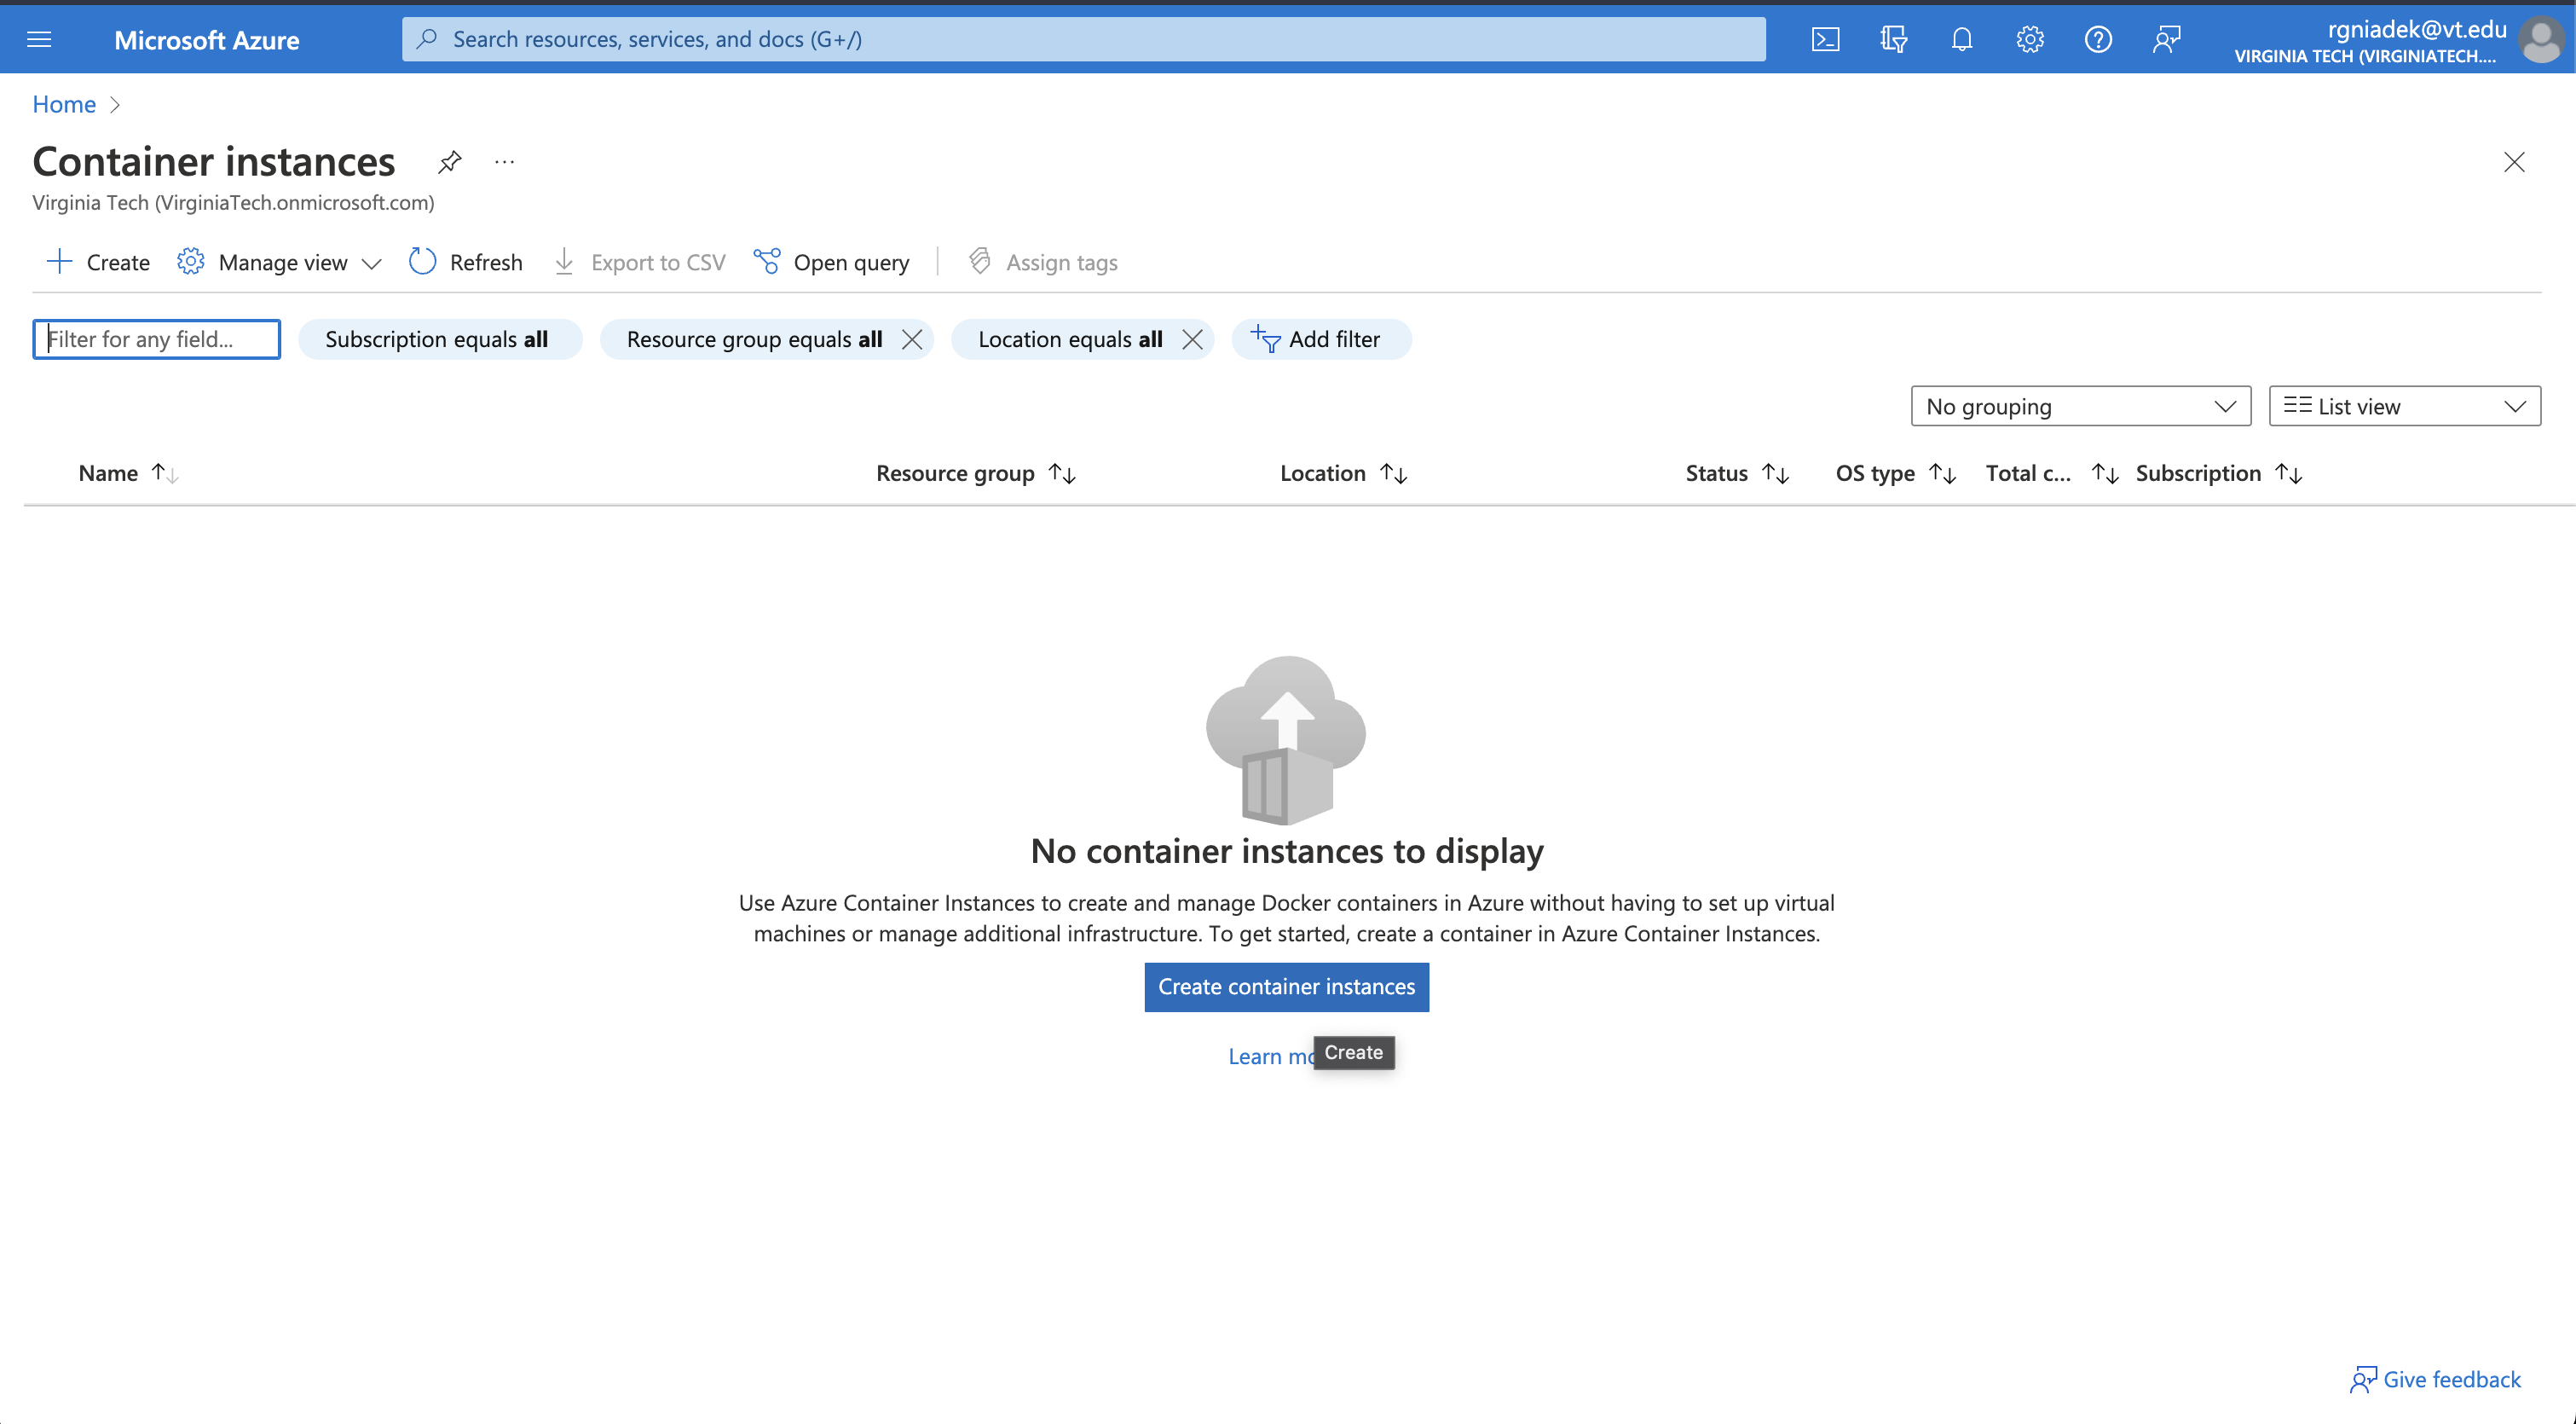 Microsoft Azure
Search resources, services, and docs (G+/)
rgniadek@vt.edu
VIRGINIA TECH (VIRGINIATECH....
Home
Container instances
...
Virginia Tech (VirginiaTech.onmicrosoft.com)
Create
Manage view
Refresh
Export to CSV
Open query
Assign tags
Filter for any field...
Subscription equals all
Resource group equals all
Location equals all
Add filter
No grouping
List view
Name
Resource group
Location
Status
OS type
Total c...
Subscription
No container instances to display
Use Azure Container Instances to create and manage Docker containers in Azure without having to set up virtual
machines or manage additional infrastructure. To get started, create a container in Azure Container Instances.
Create container instances
Learn mo
Create
Give feedback